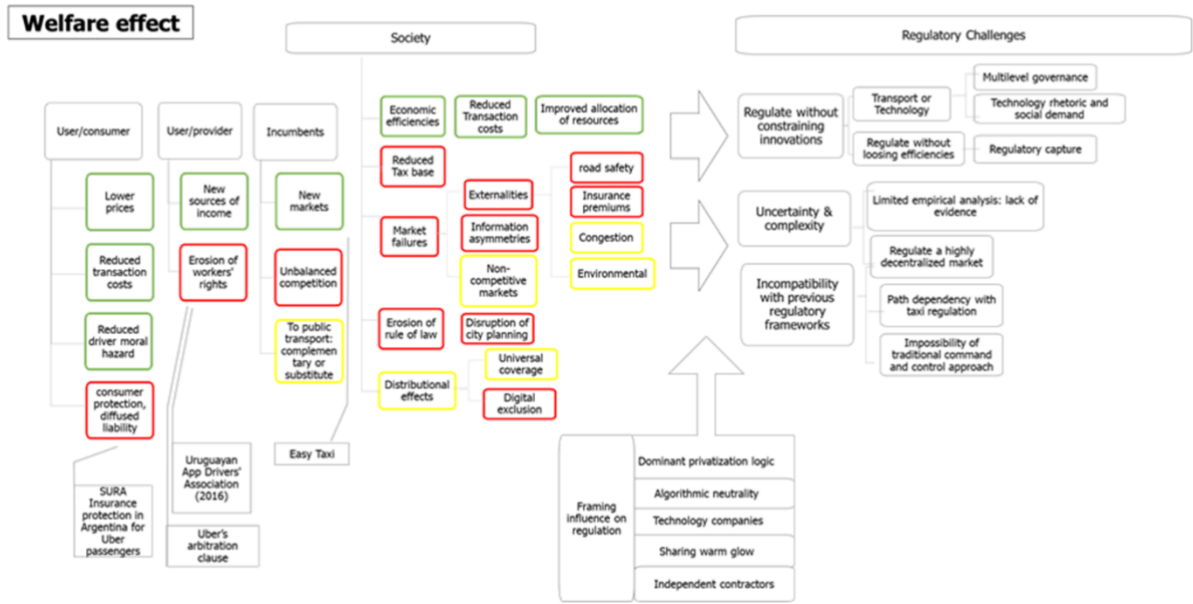 Welfare effect
Society
Regulatory Challenges
User/consumer
User/provider
Incumbents
Lower
prices
Reduced
transaction
costs
Reduced
driver moral
hazard
consumer
protection,
diffused
liability
SURA
Insurance
protection in
Argentina for
Uber
passengers
New
sources of
income
Erosion of
workers'
rights
Uruguayan
App Drivers'
Association
(2016)
Uber's
arbitration
clause
New
markets
Unbalanced
competition
To public
transport:
complemen
tary or
substitute
Easy Taxi
Economic
efficiencies
Reduced
Transaction
costs
Improved allocation
of resources
Reduced
Tax base
Market
failures
Externalities
Information
asymmetries
Non-
competitive
markets
road safety
Insurance
premiums
Congestion
Environmental
Erosion of
rule of law
Disruption of
city planning
Distributional
effects
Universal
coverage
Digital
exclusion
Regulate without
constraining
innovations
Transport or
Technology
Multilevel governance
Technology rhetoric and
social demand
Regulate without
loosing efficiencies
Regulatory capture
Uncertainty &
complexity
Limited empirical analysis: lack of
evidence
Regulate a highly
decentralized market
Incompatibility
with previous
regulatory
frameworks
Path dependency with
taxi regulation
Impossibility of
traditional command
and control approach
Framing
influence on
regulation
Dominant privatization logic
Algorithmic neutrality
Technology companies
Sharing warm glow
Independent contractors